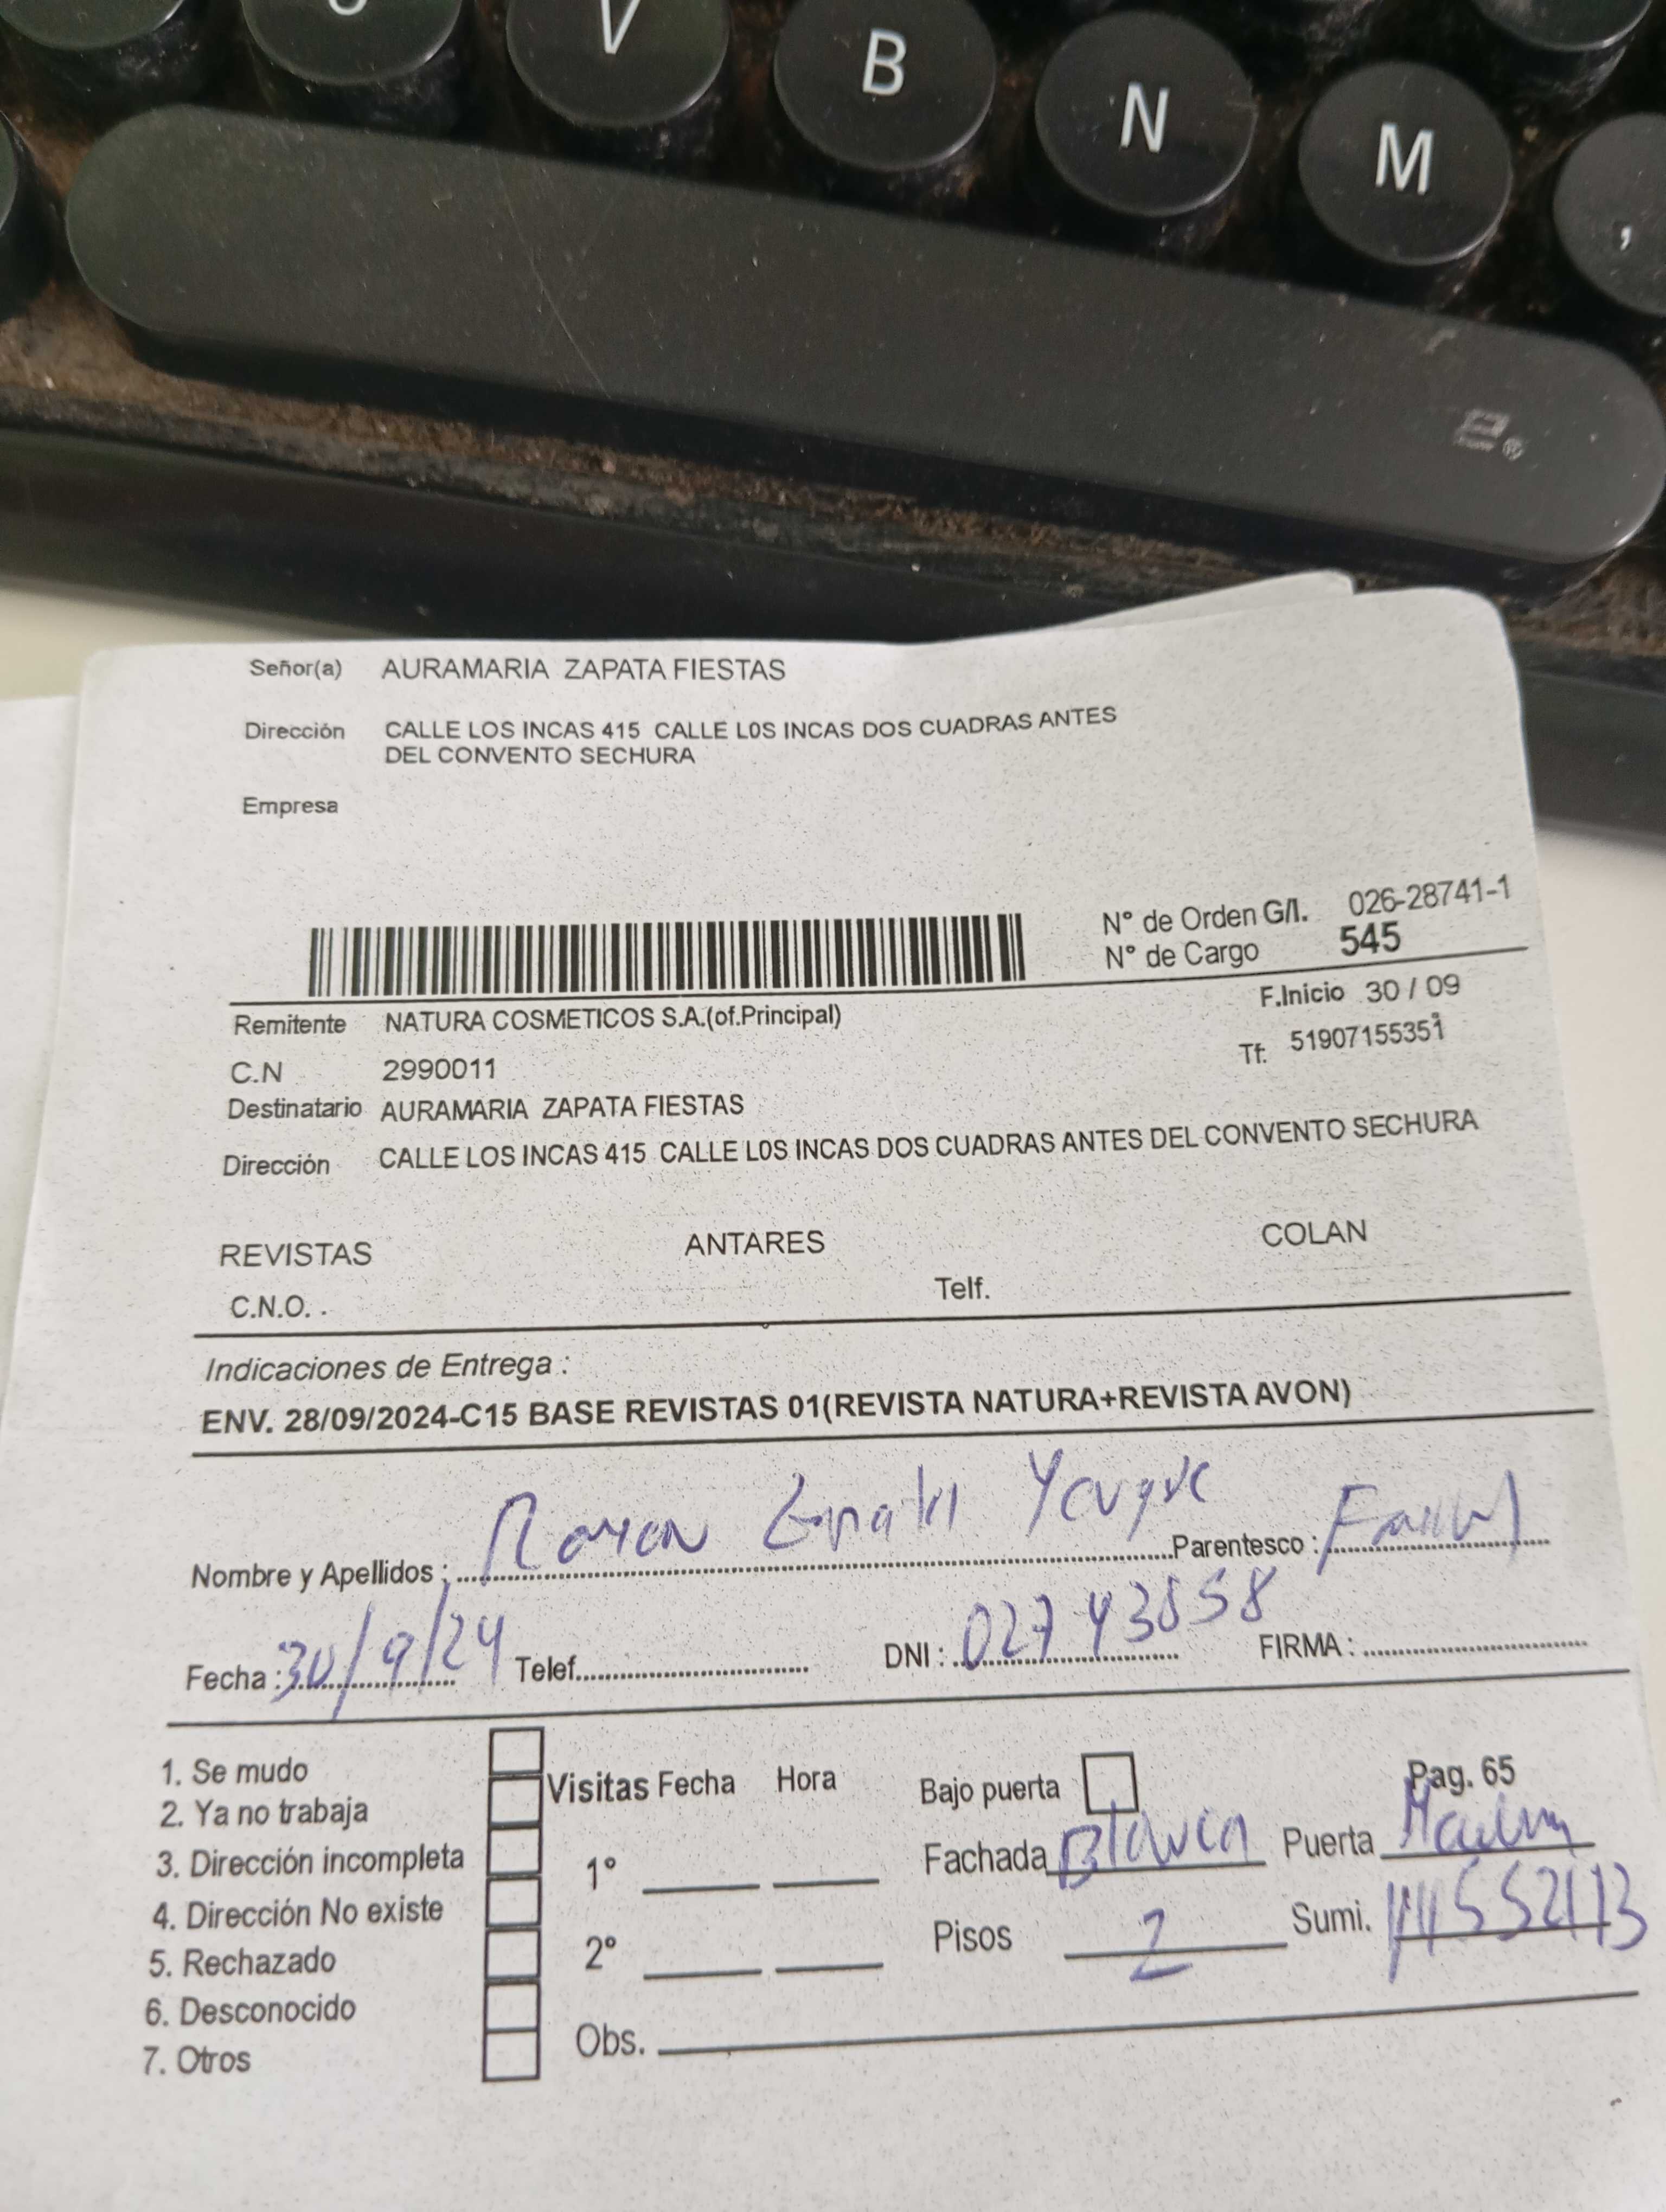 V B N M ,
Señor(a) AURAMARIA ZAPATA FIESTAS
Dirección CALLE LOS INCAS 415 CALLE L0S INCAS DOS CUADRAS ANTES
DEL CONVENTO SECHURA
Empresa
N° de Orden G/I. 026-28741-1
N° de Cargo 545
Remitente NATURA COSMETICOS S.A.(of.Principal) F.Inicio 30 / 09
C.N 2990011 Tf: 51907155351
Destinatario AURAMARIA ZAPATA FIESTAS
Dirección CALLE LOS INCAS 415 CALLE L0S INCAS DOS CUADRAS ANTES DEL CONVENTO SECHURA
REVISTAS ANTARES COLAN
C.N.O. . Telf.
Indicaciones de Entrega :
ENV. 28/09/2024-C15 BASE REVISTAS 01(REVISTA NATURA+REVISTA AVON)
Nombre y Apellidos : Zapata Parentesco :
Fecha : 30/9/24 Telef. DNI : FIRMA :
1. Se mudo
2. Ya no trabaja
3. Dirección incompleta
4. Dirección No existe
5. Rechazado
6. Desconocido
7. Otros
Visitas Fecha Hora
1°
2°
Obs.
Bajo puerta Pag. 65
Fachada Blanca Puerta
Pisos 2 Sumi.